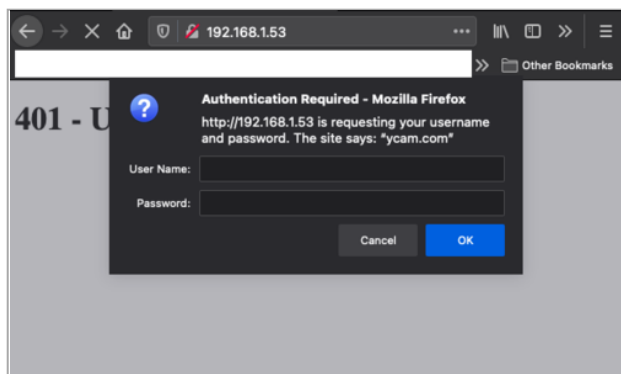 192.168.1.53
Other Bookmarks
401 - U
Authentication Required - Mozilla Firefox
http://192.168.1.53 is requesting your username
and password. The site says: "ycam.com"
User Name:
Password:
Cancel
OK